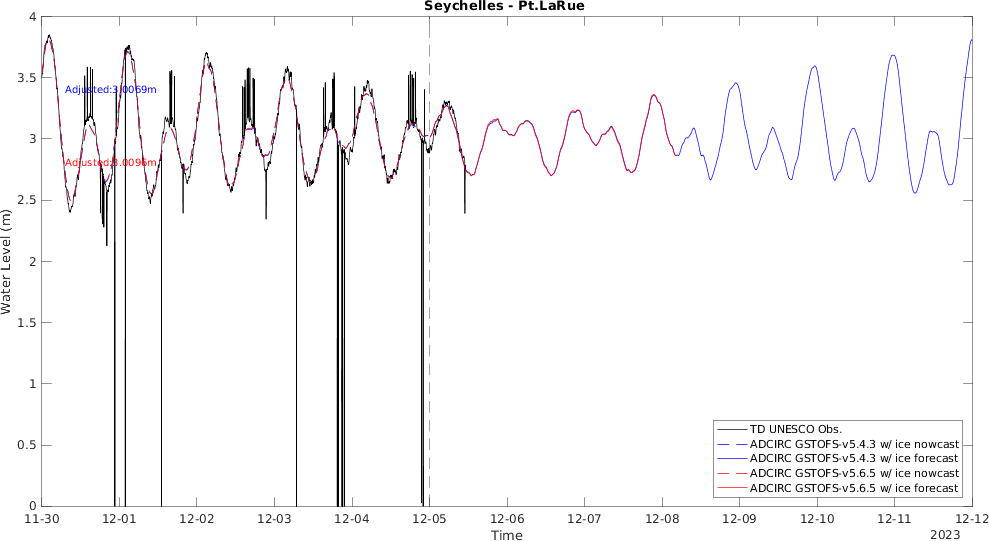 Seychelles - Pt.LaRue
4
3.5
3
2.5
2
1.5
1
0.5
0
Water Level (m)
Adjusted:3.0069m
Adjusted:3.0096m
TD UNESCO Obs.
ADCIRC GSTOFS-v5.4.3 w/ ice nowcast
ADCIRC GSTOFS-v5.4.3 w/ ice forecast
ADCIRC GSTOFS-v5.6.5 w/ ice nowcast
ADCIRC GSTOFS-v5.6.5 w/ ice forecast
11-30 12-01 12-02 12-03 12-04 12-05 12-06 12-07 12-08 12-09 12-10 12-11 12-12
Time
2023